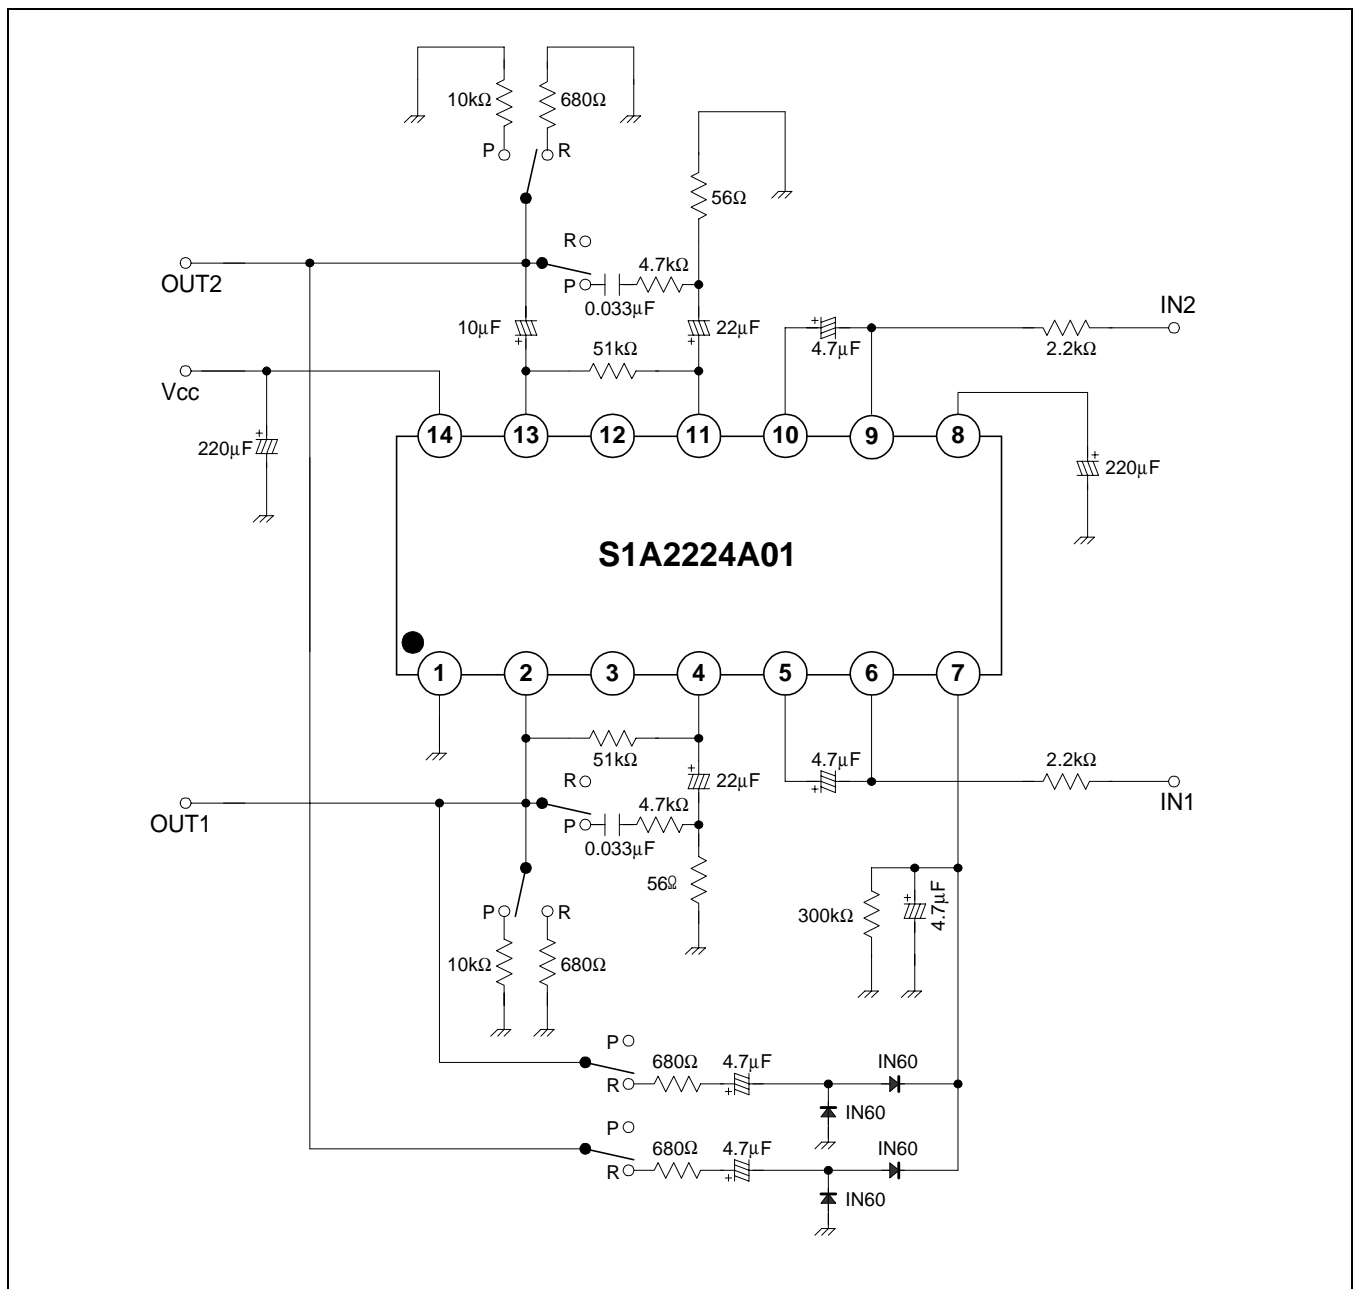 10kΩ 680Ω
P R
56Ω
R
OUT2
4.7kΩ
P
0.033µF
IN2
10µF 22µF
4.7µF 2.2kΩ
51kΩ
Vcc
14 13 12 11 10 9 8
220µF
220µF
S1A2224A01
1 2 3 4 5 6 7
51kΩ
4.7µF 2.2kΩ
R 22µF
IN1
OUT1
4.7kΩ
P
0.033µF
56Ω
P R
300kΩ 4.7µF
10kΩ 680Ω
P
680Ω 4.7µF IN60
R
IN60
P
680Ω 4.7µF IN60
R
IN60